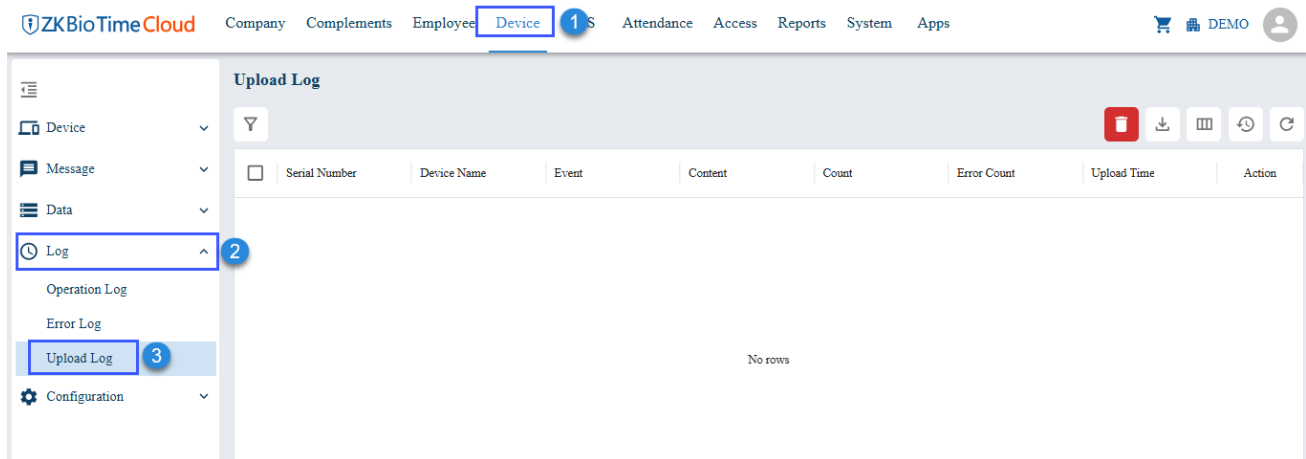 ZKBioTime Cloud Company Complements Employee Device 1 S Attendance Access Reports System Apps DEMO
Upload Log
Device
Message
Serial Number Device Name Event Content Count Error Count Upload Time Action
Data
Log 2
Operation Log
Error Log
Upload Log 3
No rows
Configuration